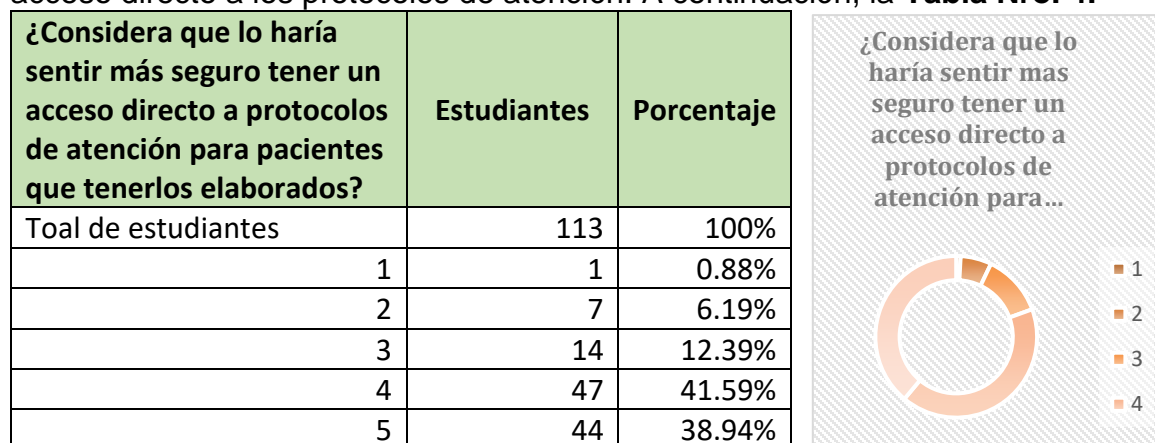 acceso directo a los protocolos de atención. A continuación, la Tabla Nro. 4.
¿Considera que lo haría
sentir más seguro tener un
acceso directo a protocolos
de atención para pacientes
que tenerlos elaborados?
Estudiantes
Porcentaje
Toal de estudiantes 113 100%
1 1 0.88%
2 7 6.19%
3 14 12.39%
4 47 41.59%
5 44 38.94%
¿Considera que lo
haría sentir mas
seguro tener un
acceso directo a
protocolos de
atención para...
1
2
3
4